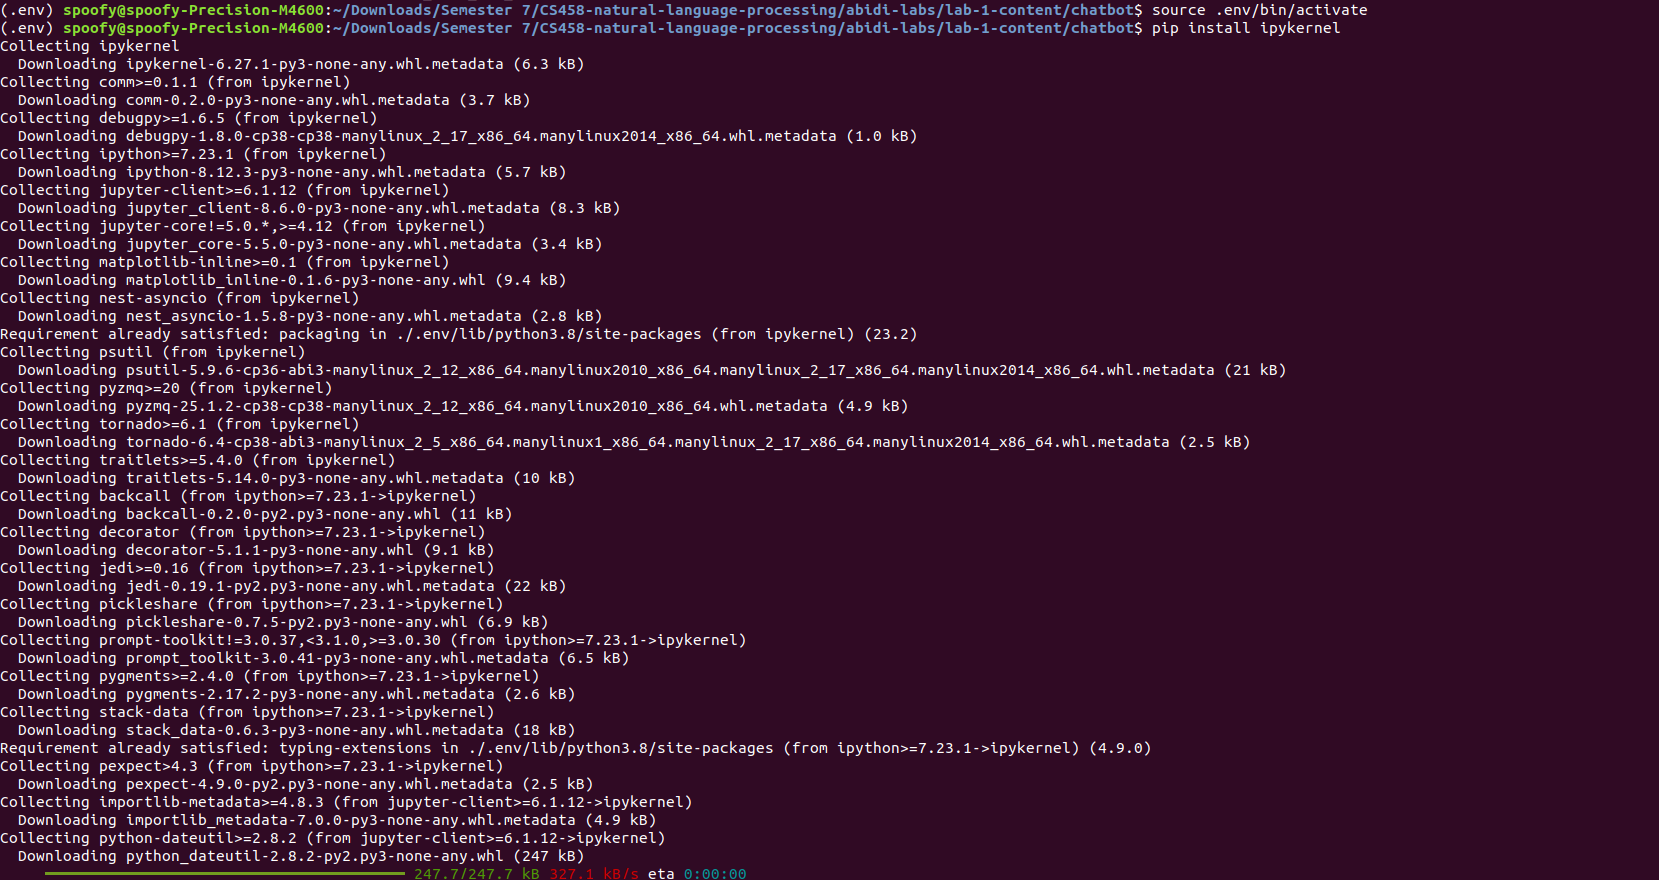 (.env) spoofy@spoofy-Precision-M4600:~/Downloads/Semester 7/CS458-natural-language-processing/abidi-labs/lab-1-content/chatbot$ source .env/bin/activate
(.env) spoofy@spoofy-Precision-M4600:~/Downloads/Semester 7/CS458-natural-language-processing/abidi-labs/lab-1-content/chatbot$ pip install ipykernel
Collecting ipykernel
  Downloading ipykernel-6.27.1-py3-none-any.whl.metadata (6.3 kB)
Collecting comm>=0.1.1 (from ipykernel)
  Downloading comm-0.2.0-py3-none-any.whl.metadata (3.7 kB)
Collecting debugpy>=1.6.5 (from ipykernel)
  Downloading debugpy-1.8.0-cp38-cp38-manylinux_2_17_x86_64.manylinux2014_x86_64.whl.metadata (1.0 kB)
Collecting ipython>=7.23.1 (from ipykernel)
  Downloading ipython-8.12.3-py3-none-any.whl.metadata (5.7 kB)
Collecting jupyter-client>=6.1.12 (from ipykernel)
  Downloading jupyter_client-8.6.0-py3-none-any.whl.metadata (8.3 kB)
Collecting jupyter-core!=5.0.*,>=4.12 (from ipykernel)
  Downloading jupyter_core-5.5.0-py3-none-any.whl.metadata (3.4 kB)
Collecting matplotlib-inline>=0.1 (from ipykernel)
  Downloading matplotlib_inline-0.1.6-py3-none-any.whl (9.4 kB)
Collecting nest-asyncio (from ipykernel)
  Downloading nest_asyncio-1.5.8-py3-none-any.whl.metadata (2.8 kB)
Requirement already satisfied: packaging in ./.env/lib/python3.8/site-packages (from ipykernel) (23.2)
Collecting psutil (from ipykernel)
  Downloading psutil-5.9.6-cp36-abi3-manylinux_2_12_x86_64.manylinux2010_x86_64.manylinux_2_17_x86_64.manylinux2014_x86_64.whl.metadata (21 kB)
Collecting pyzmq>=20 (from ipykernel)
  Downloading pyzmq-25.1.2-cp38-cp38-manylinux_2_12_x86_64.manylinux2010_x86_64.whl.metadata (4.9 kB)
Collecting tornado>=6.1 (from ipykernel)
  Downloading tornado-6.4-cp38-abi3-manylinux_2_5_x86_64.manylinux1_x86_64.manylinux_2_17_x86_64.manylinux2014_x86_64.whl.metadata (2.5 kB)
Collecting traitlets>=5.4.0 (from ipykernel)
  Downloading traitlets-5.14.0-py3-none-any.whl.metadata (10 kB)
Collecting backcall (from ipython>=7.23.1->ipykernel)
  Downloading backcall-0.2.0-py2.py3-none-any.whl (11 kB)
Collecting decorator (from ipython>=7.23.1->ipykernel)
  Downloading decorator-5.1.1-py3-none-any.whl (9.1 kB)
Collecting jedi>=0.16 (from ipython>=7.23.1->ipykernel)
  Downloading jedi-0.19.1-py2.py3-none-any.whl.metadata (22 kB)
Collecting pickleshare (from ipython>=7.23.1->ipykernel)
  Downloading pickleshare-0.7.5-py2.py3-none-any.whl (6.9 kB)
Collecting prompt-toolkit!=3.0.37,<3.1.0,>=3.0.30 (from ipython>=7.23.1->ipykernel)
  Downloading prompt_toolkit-3.0.41-py3-none-any.whl.metadata (6.5 kB)
Collecting pygments>=2.4.0 (from ipython>=7.23.1->ipykernel)
  Downloading pygments-2.17.2-py3-none-any.whl.metadata (2.6 kB)
Collecting stack-data (from ipython>=7.23.1->ipykernel)
  Downloading stack_data-0.6.3-py3-none-any.whl.metadata (18 kB)
Requirement already satisfied: typing-extensions in ./.env/lib/python3.8/site-packages (from ipython>=7.23.1->ipykernel) (4.9.0)
Collecting pexpect>4.3 (from ipython>=7.23.1->ipykernel)
  Downloading pexpect-4.9.0-py2.py3-none-any.whl.metadata (2.5 kB)
Collecting importlib-metadata>=4.8.3 (from jupyter-client>=6.1.12->ipykernel)
  Downloading importlib_metadata-7.0.0-py3-none-any.whl.metadata (4.9 kB)
Collecting python-dateutil>=2.8.2 (from jupyter-client>=6.1.12->ipykernel)
  Downloading python_dateutil-2.8.2-py2.py3-none-any.whl (247 kB)
247.7/247.7 kB 327.1 kB/s eta 0:00:00